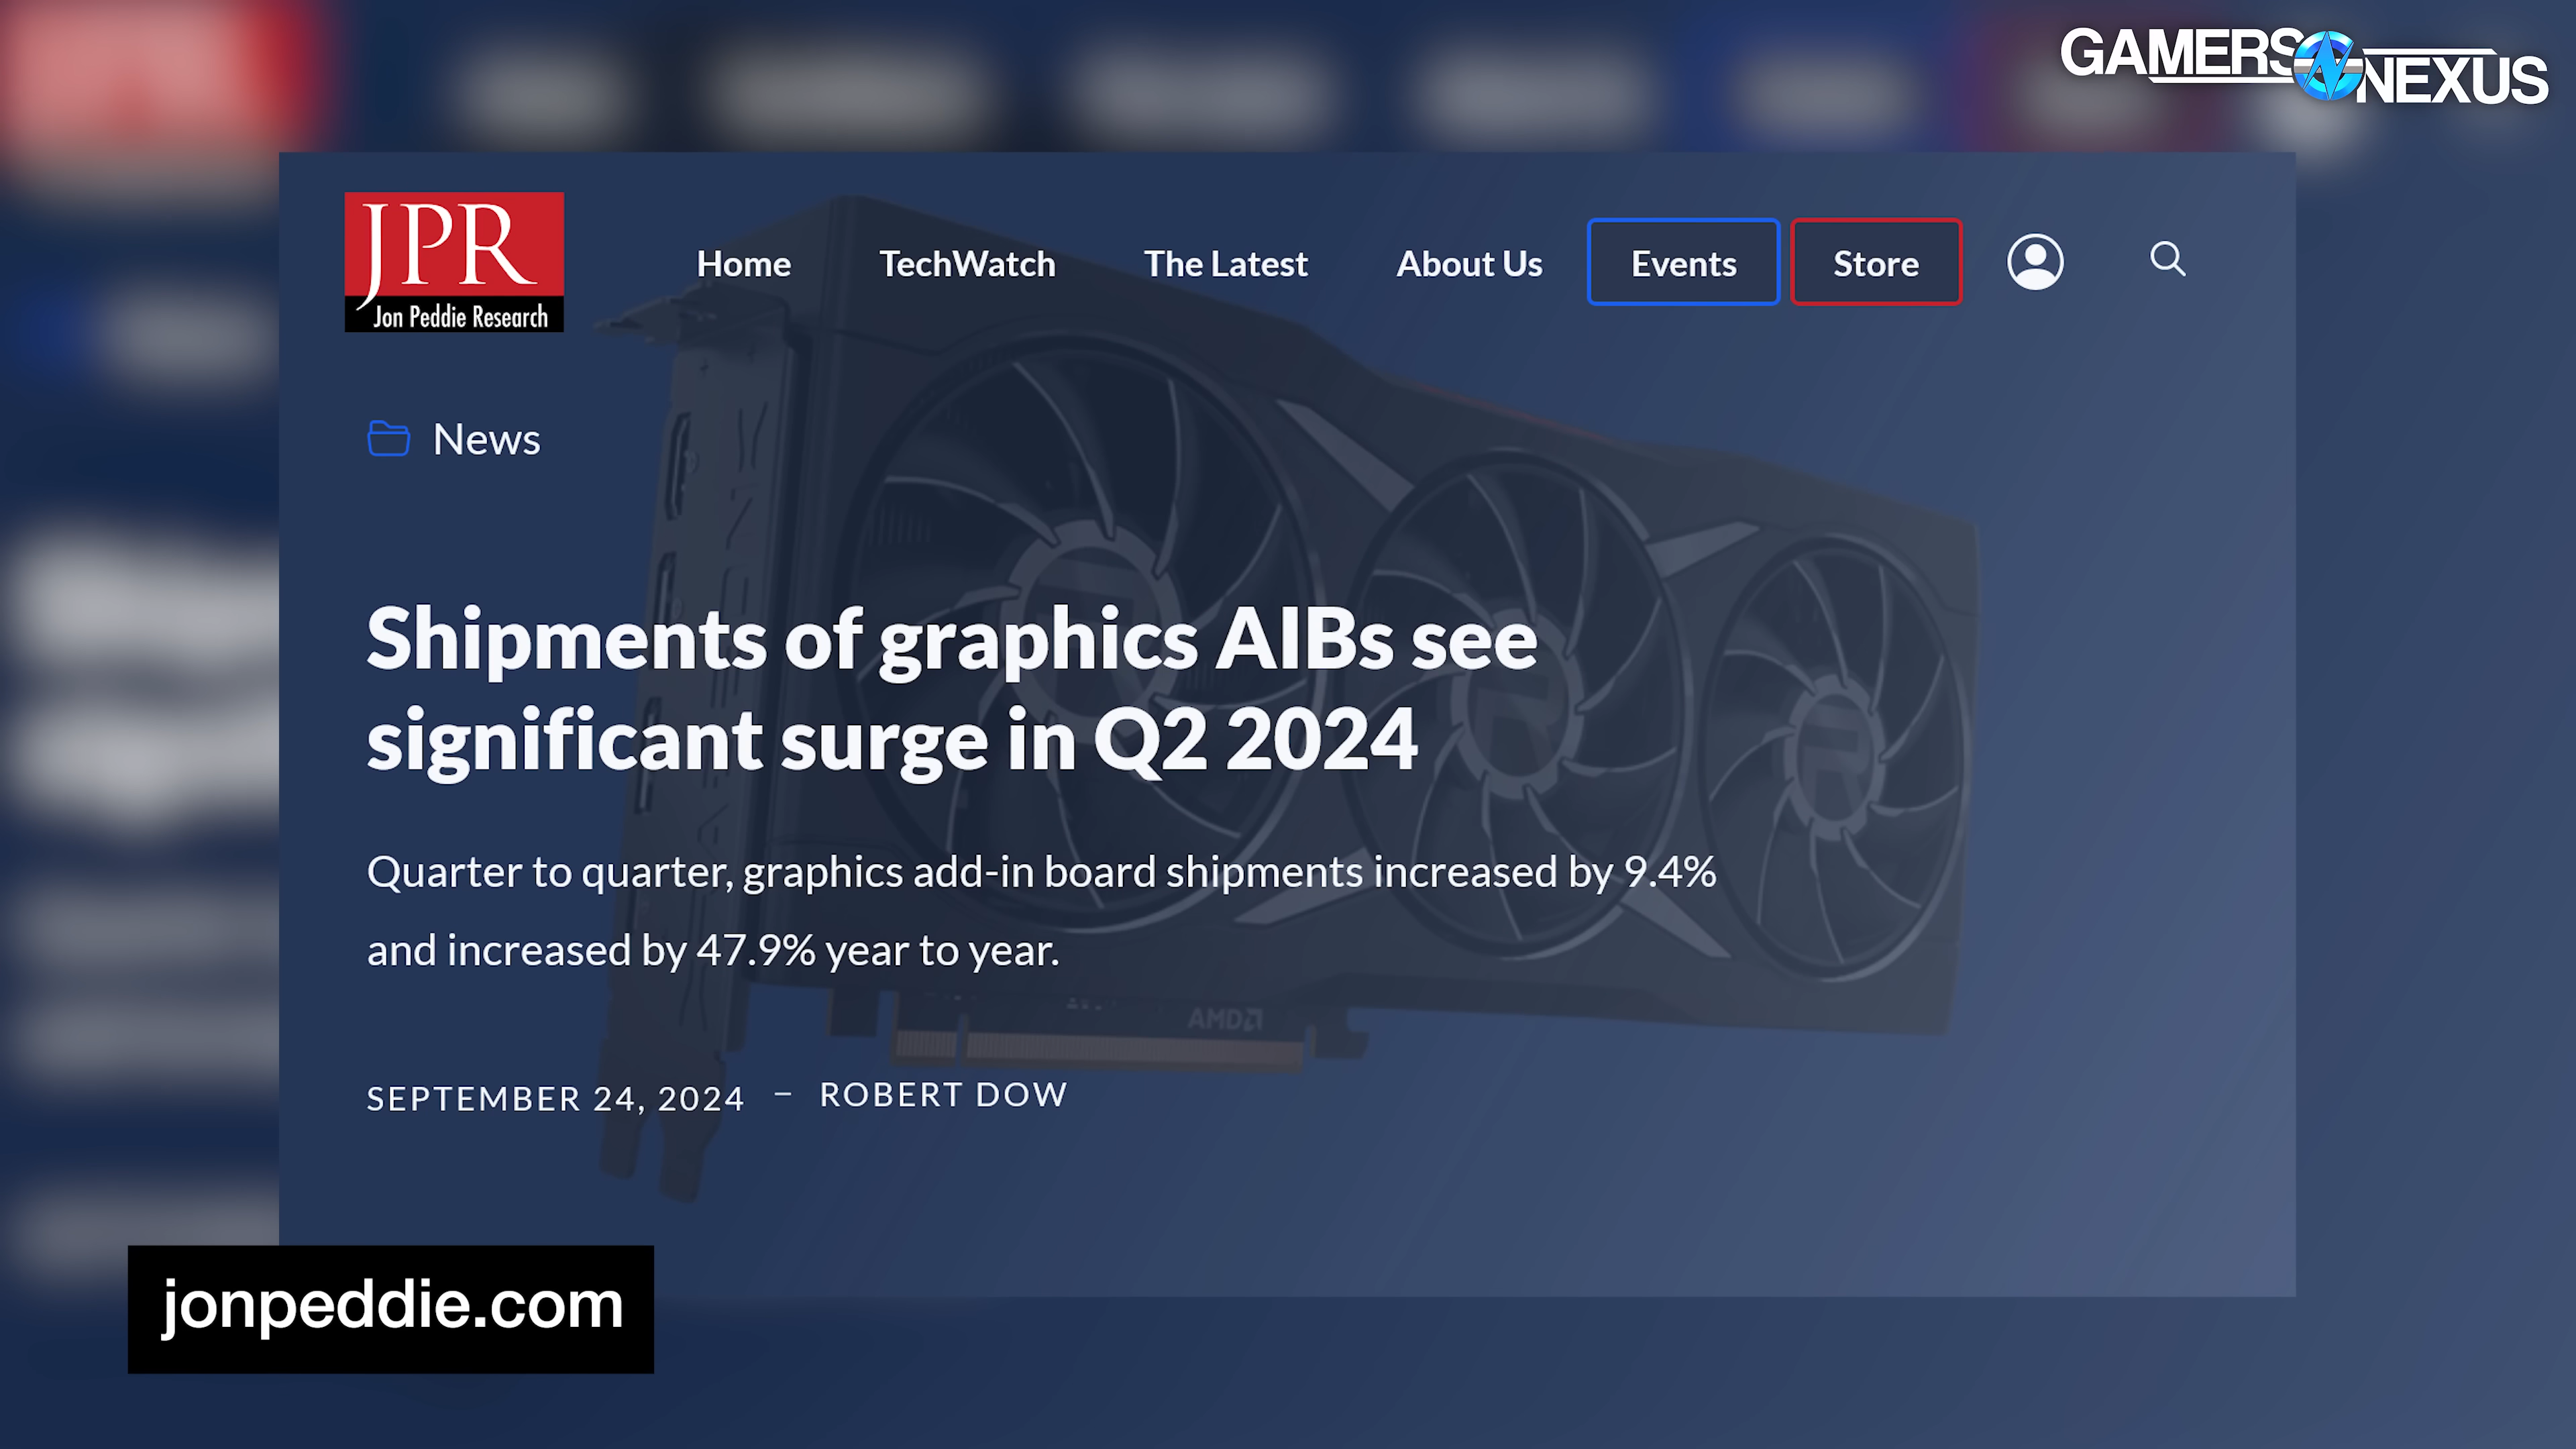 GAMERS NEXUS
JPR
Jon Peddie Research
Home TechWatch The Latest About Us Events Store
News
Shipments of graphics AIBs see
significant surge in Q2 2024
Quarter to quarter, graphics add-in board shipments increased by 9.4%
and increased by 47.9% year to year.
AMD
SEPTEMBER 24, 2024 – ROBERT DOW
jonpeddie.com